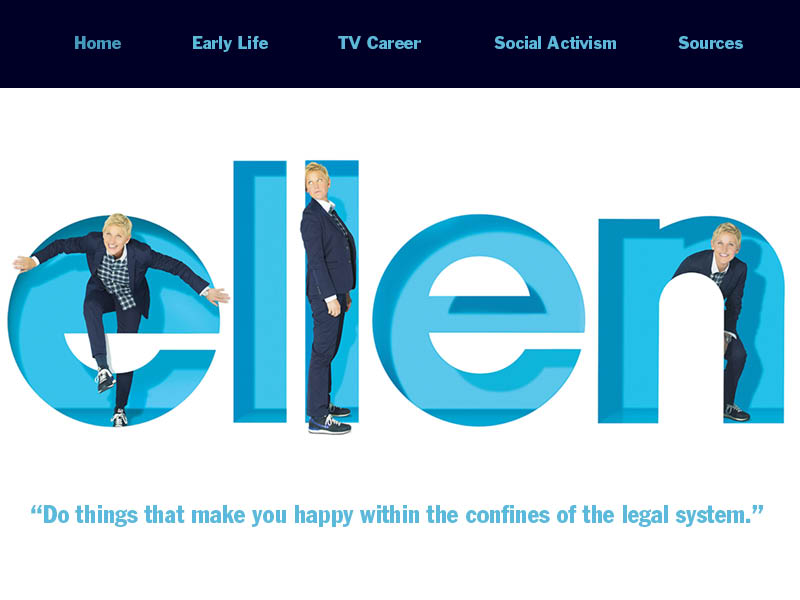 Home Early Life TV Career Social Activism Sources
ellen
“Do things that make you happy within the confines of the legal system.”